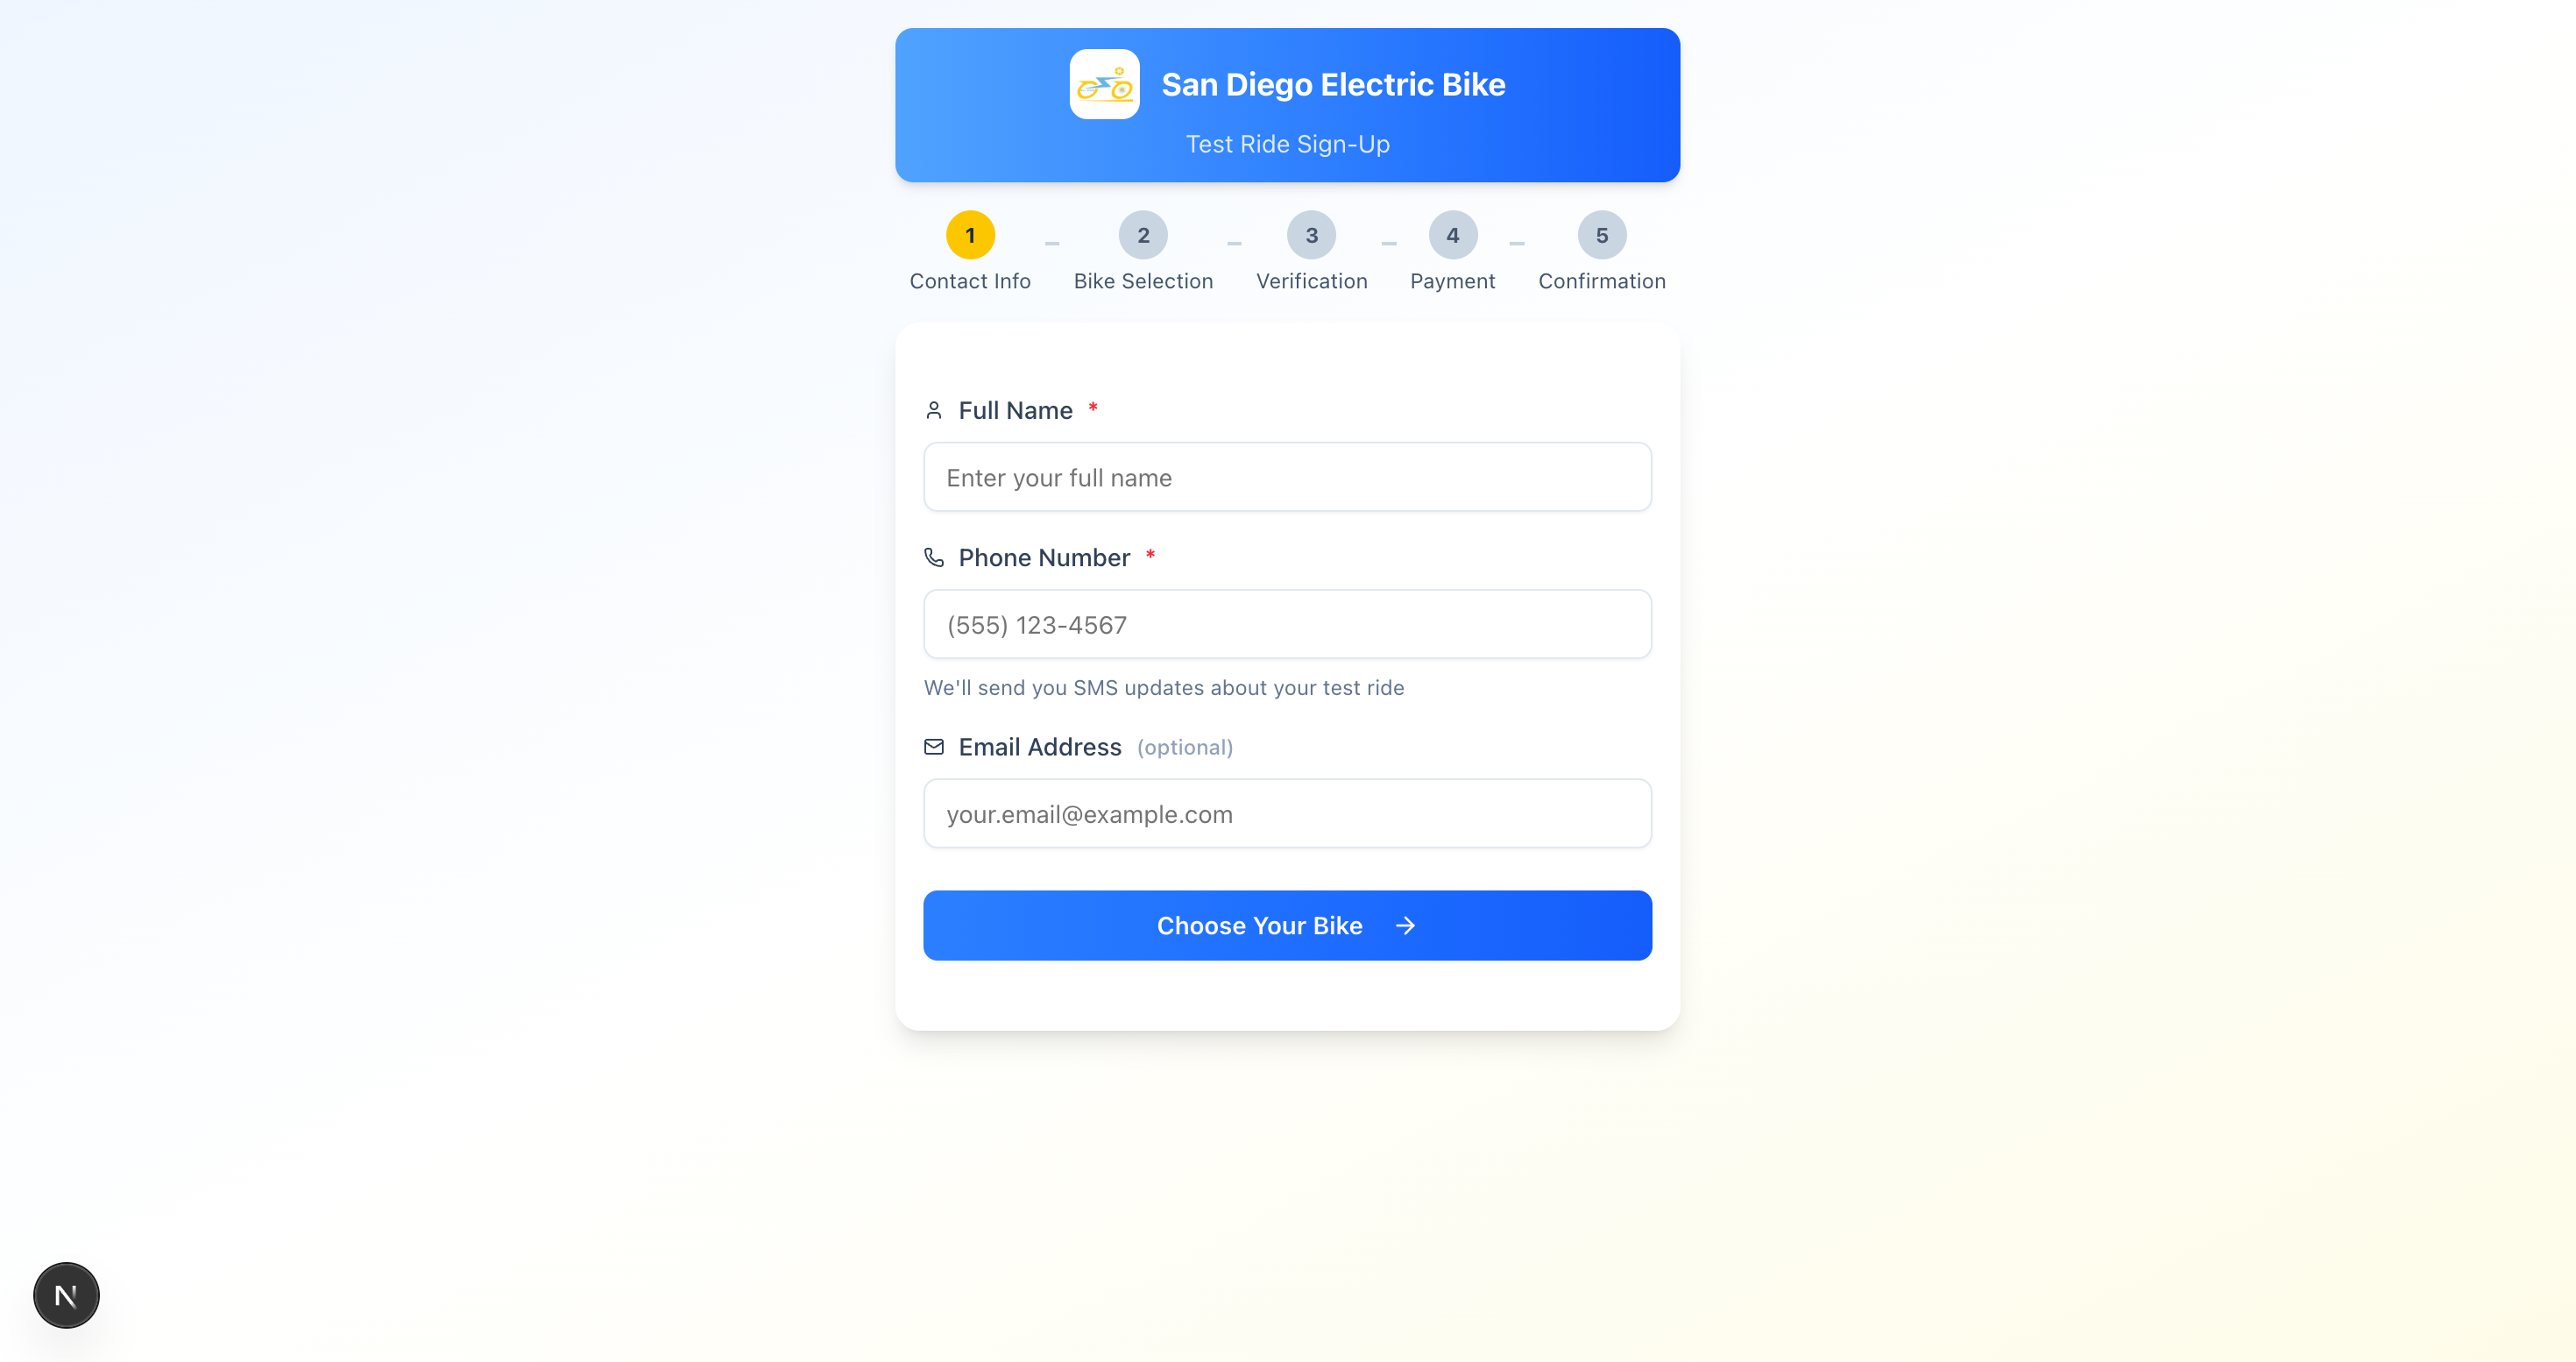 San Diego Electric Bike
Test Ride Sign-Up
1 – 2 – 3 – 4 – 5
Contact Info Bike Selection Verification Payment Confirmation
Full Name *
Enter your full name
Phone Number *
(555) 123-4567
We'll send you SMS updates about your test ride
Email Address (optional)
your.email@example.com
Choose Your Bike →
N